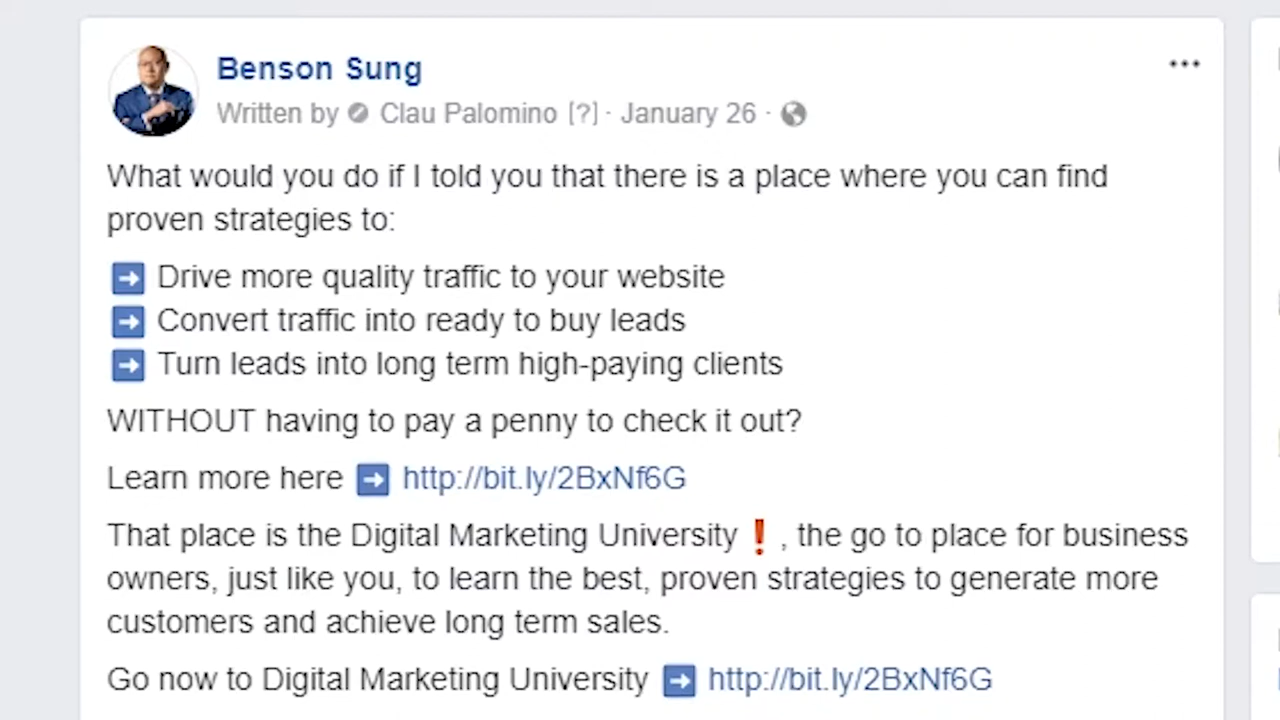 Benson Sung
Written by Clau Palomino [?] · January 26 ·
What would you do if I told you that there is a place where you can find
proven strategies to:
➡ Drive more quality traffic to your website
➡ Convert traffic into ready to buy leads
➡ Turn leads into long term high-paying clients
WITHOUT having to pay a penny to check it out?
Learn more here ➡ http://bit.ly/2BxNf6G
That place is the Digital Marketing University❗, the go to place for business
owners, just like you, to learn the best, proven strategies to generate more
customers and achieve long term sales.
Go now to Digital Marketing University ➡ http://bit.ly/2BxNf6G